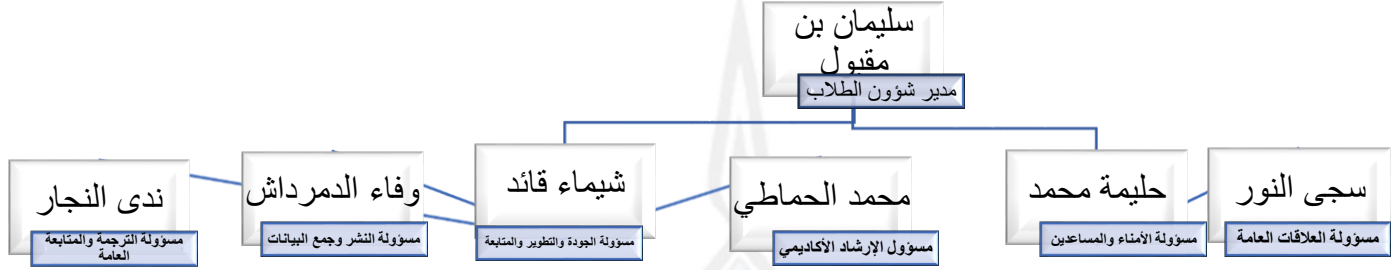 سليمان بن
مقبول
مدير شؤون الطلاب
سجى النور
مسؤولة العلاقات العامة
حليمة محمد
مسؤولة الأمناء والمساعدين
محمد الحماطي
مسؤول الإرشاد الأكاديمي
شيماء قائد
مسؤولة الجودة والتطوير والمتابعة
وفاء الدمرداش
مسؤولة النشر وجمع البيانات
ندى النجار
مسؤولة الترجمة والمتابعة
العامة